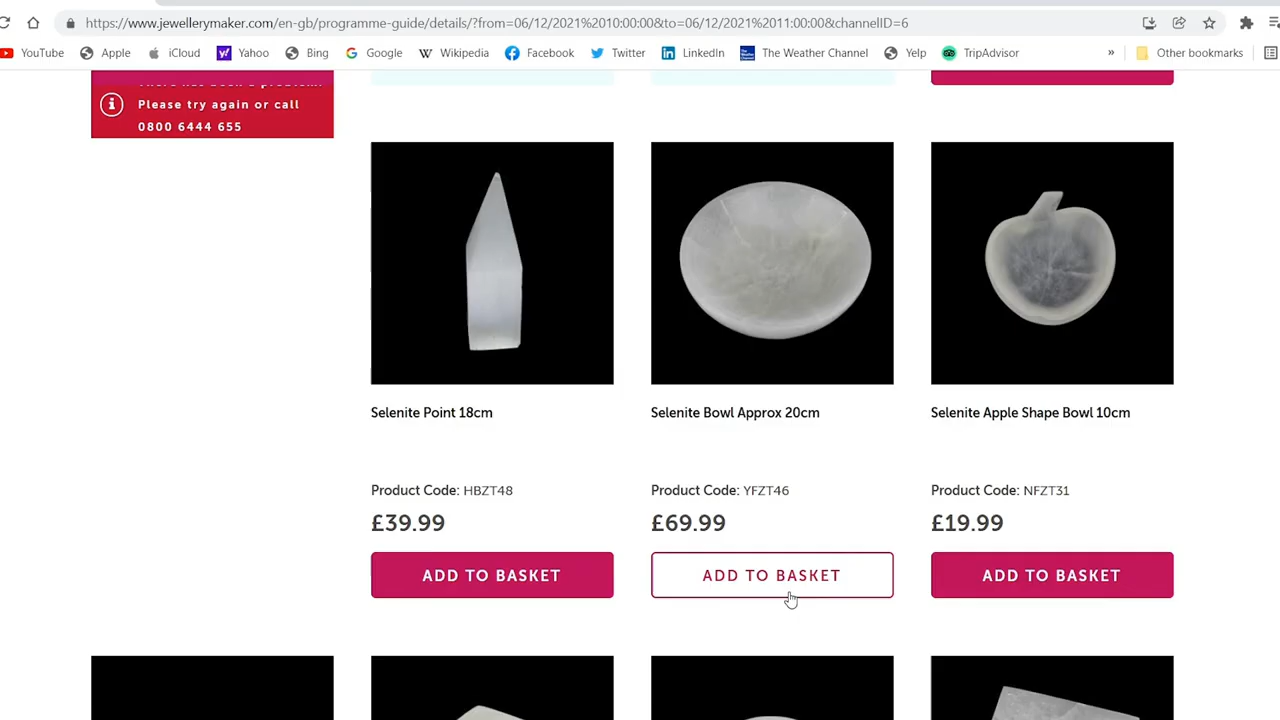 https://www.jewellerymaker.com/en-gb/programme-guide/details/?from=06/12/2021%2010:00:00&to=06/12/2021%2011:00:00&channelID=6
YouTube Apple iCloud Yahoo Bing Google Wikipedia Facebook Twitter LinkedIn The Weather Channel Yelp TripAdvisor » Other bookmarks
Please try again or call
0800 6444 655
Selenite Point 18cm
Selenite Bowl Approx 20cm
Selenite Apple Shape Bowl 10cm
Product Code: HBZT48
Product Code: YFZT46
Product Code: NFZT31
£39.99
£69.99
£19.99
ADD TO BASKET
ADD TO BASKET
ADD TO BASKET